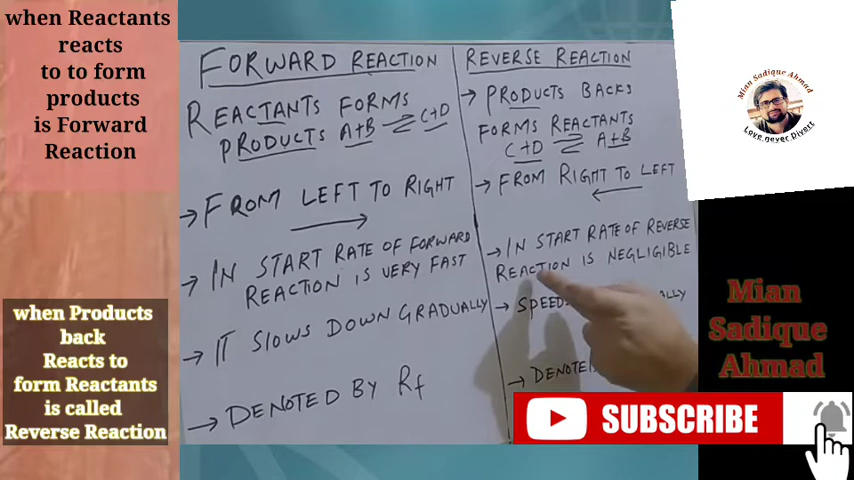 when Reactants
reacts
to to form
products
is Forward
Reaction
when Products
back
Reacts to
form Reactants
is called
Reverse Reaction
FORWARD REACTION
REACTANTS FORMS
PRODUCTS A+B ⇌ C+D
→ FROM LEFT TO RIGHT
→ IN START RATE OF FORWARD
REACTION IS VERY FAST
→ IT SLOWS DOWN GRADUALLY
→ DENOTED BY Rf
REVERSE REACTION
→ PRODUCTS BACKS
FORMS REACTANTS
C+D ⇌ A+B
→ FROM RIGHT TO LEFT
→ IN START RATE OF REVERSE
REACTION IS NEGLIGIBLE
→ SPEEDS
→
Mian Sadique Ahmad
Love never Divert
Mian
Sadique
Ahmad
SUBSCRIBE